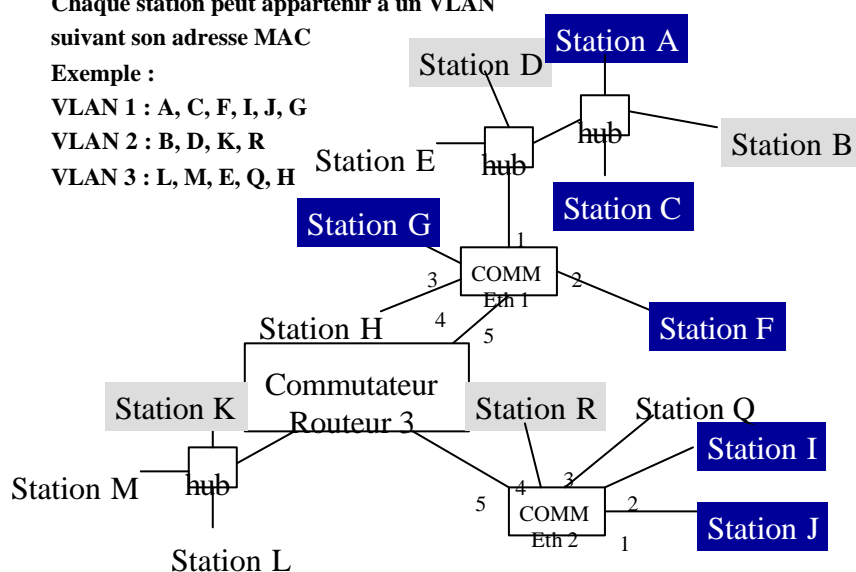 Chaque station peut appartenir à un VLAN
suivant son adresse MAC
Exemple :
VLAN 1 : A, C, F, I, J, G
VLAN 2 : B, D, K, R
VLAN 3 : L, M, E, Q, H
Station A
Station D
hub
Station B
Station E
hub
Station C
Station G
1
COMM
Eth 1
3
2
4
5
Station H
Station F
Commutateur
Routeur 3
Station K
Station R
Station Q
Station I
Station M
hub
5
4
3
COMM
Eth 2
2
1
Station J
Station L